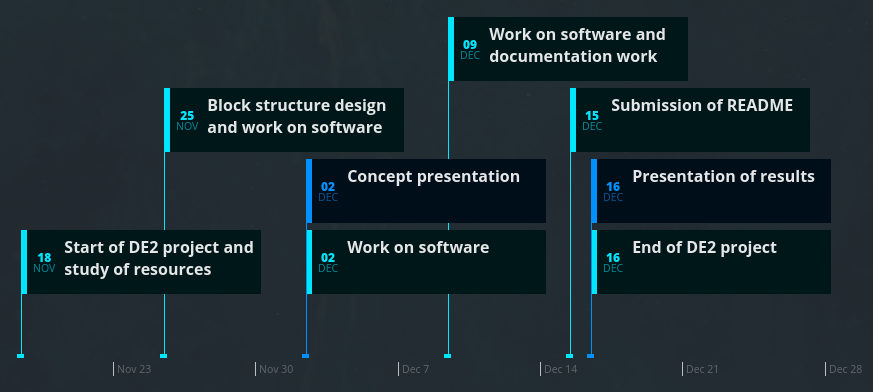 09
DEC
Work on software and
documentation work
25
NOV
Block structure design
and work on software
15
DEC
Submission of README
02
DEC
Concept presentation
16
DEC
Presentation of results
18
NOV
Start of DE2 project and
study of resources
02
DEC
Work on software
16
DEC
End of DE2 project
Nov 23
Nov 30
Dec 7
Dec 14
Dec 21
Dec 28